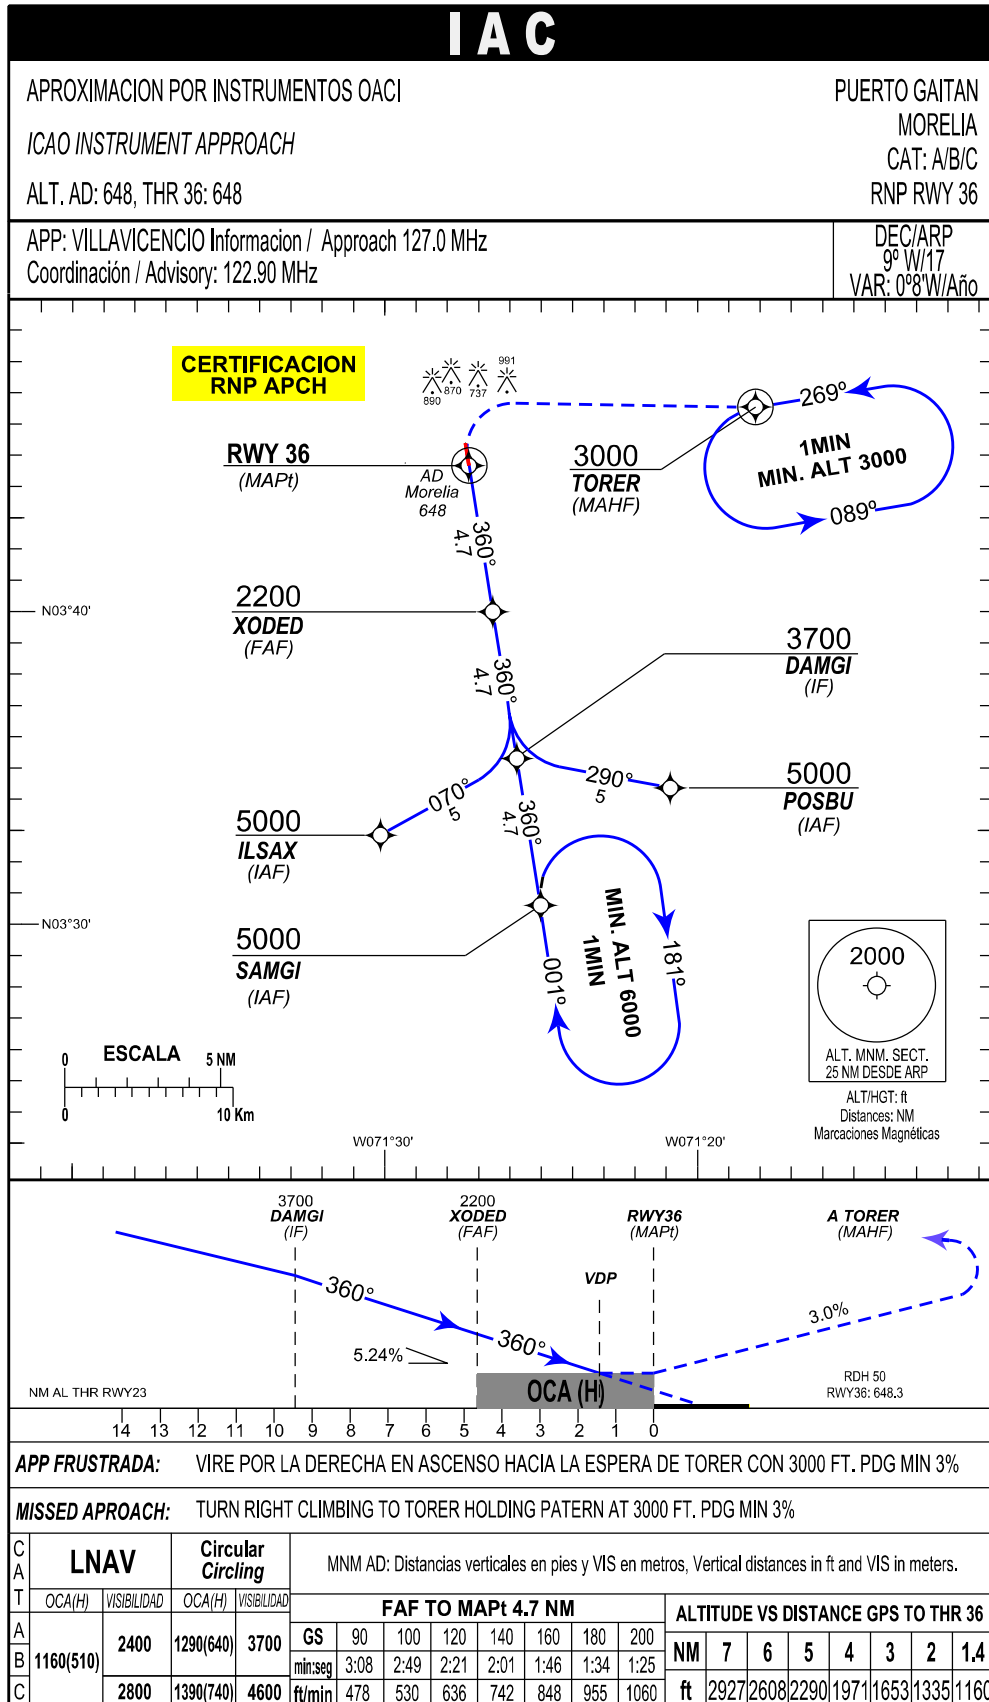 IAC
APROXIMACION POR INSTRUMENTOS OACI
ICAO INSTRUMENT APPROACH
ALT. AD: 648, THR 36: 648
PUERTO GAITAN
MORELIA
CAT: A/B/C
RNP RWY 36
APP: VILLAVICENCIO Informacion / Approach 127.0 MHz
Coordinación / Advisory: 122.90 MHz
DEC/ARP
9º W/17
VAR: 0º8'W/Año
CERTIFICACION
RNP APCH
890
870
737
991
RWY 36
(MAPt)
AD
Morelia
648
3000
TORER
(MAHF)
269º
1MIN
MIN. ALT 3000
089º
360°
4.7
N03°40'
2200
XODED
(FAF)
360°
4.7
3700
DAMGI
(IF)
290°
5
5000
POSBU
(IAF)
070°
5
5000
ILSAX
(IAF)
360°
4.7
N03°30'
5000
SAMGI
(IAF)
MIN. ALT 6000
1MIN
001º
181º
2000
ALT. MNM. SECT.
25 NM DESDE ARP
ALT/HGT: ft
Distances: NM
Marcaciones Magnéticas
0 ESCALA 5 NM
0 10 Km
W071°30'
W071°20'
3700
DAMGI
(IF)
2200
XODED
(FAF)
RWY36
(MAPt)
A TORER
(MAHF)
VDP
360°
360°
3.0%
5.24%
OCA (H)
NM AL THR RWY23
RDH 50
RWY36: 648.3
14 13 12 11 10 9 8 7 6 5 4 3 2 1 0
APP FRUSTRADA: VIRE POR LA DERECHA EN ASCENSO HACIA LA ESPERA DE TORER CON 3000 FT. PDG MIN 3%
MISSED APROACH: TURN RIGHT CLIMBING TO TORER HOLDING PATERN AT 3000 FT. PDG MIN 3%
CAT
LNAV
Circular
Circling
OCA(H) VISIBILIDAD OCA(H) VISIBILIDAD
A
B
C
1160(510)
2400 1290(640) 3700
2800 1390(740) 4600
MNM AD: Distancias verticales en pies y VIS en metros, Vertical distances in ft and VIS in meters.
FAF TO MAPt 4.7 NM
GS 90 100 120 140 160 180 200
min:seg 3:08 2:49 2:21 2:01 1:46 1:34 1:25
ft/min 478 530 636 742 848 955 1060
ALTITUDE VS DISTANCE GPS TO THR 36
NM 7 6 5 4 3 2 1.4
ft 2927 2608 2290 1971 1653 1335 1160